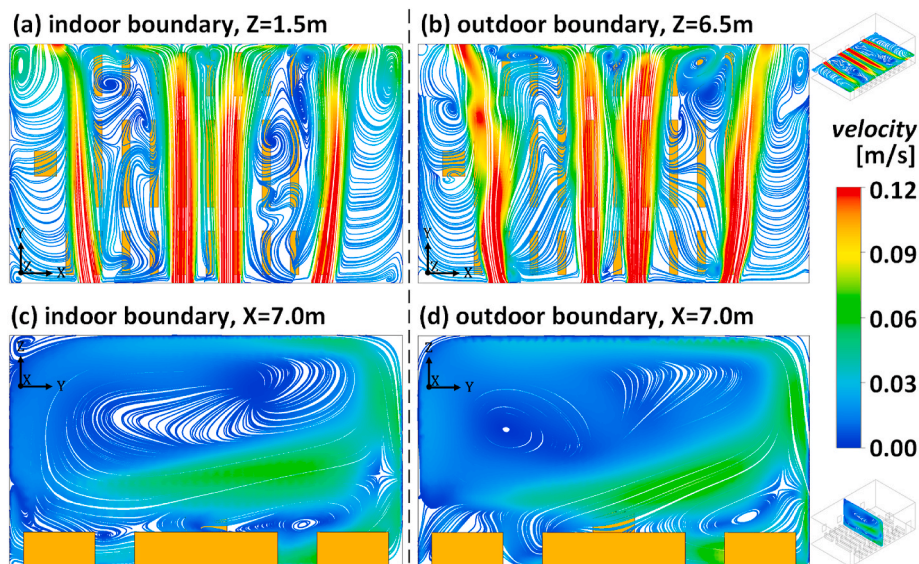 (a) indoor boundary, Z=1.5m
(b) outdoor boundary, Z=6.5m
Y
Z
X
Y
Z
X
velocity
[m/s]
0.12
0.09
0.06
0.03
0.00
(c) indoor boundary, X=7.0m
(d) outdoor boundary, X=7.0m
Z
X
Y
Z
X
Y